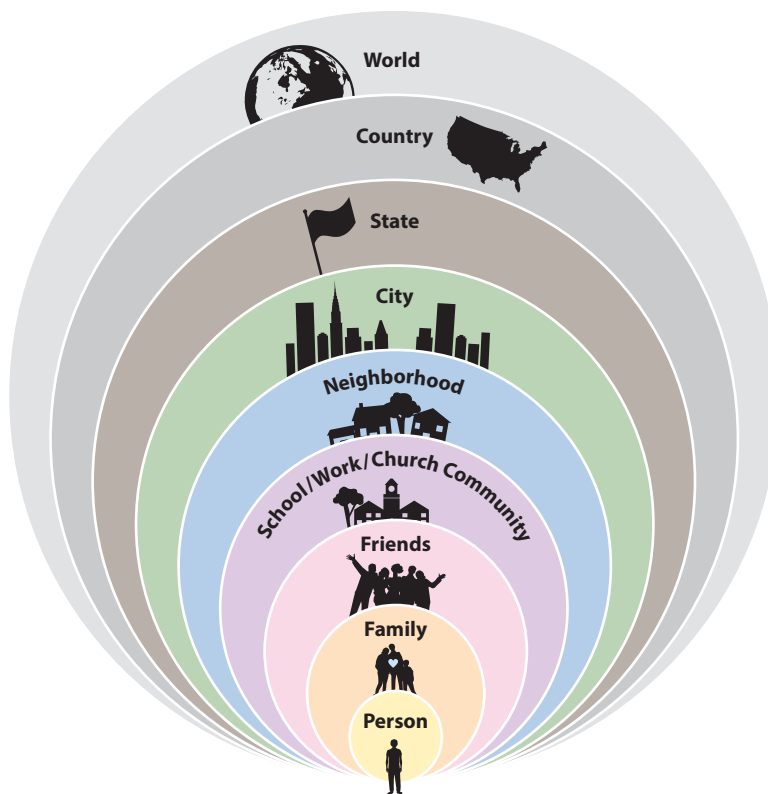 World
Country
State
City
Neighborhood
School/Work/Church Community
Friends
Family
Person